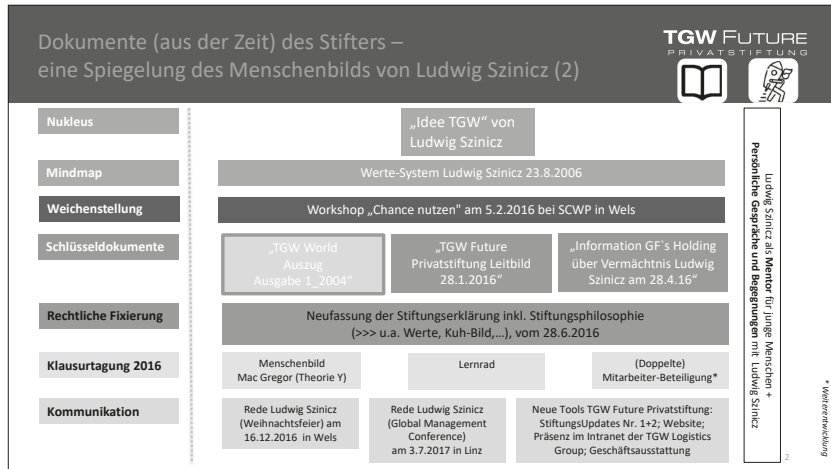 Dokumente (aus der Zeit) des Stifters –
eine Spiegelung des Menschenbilds von Ludwig Szinicz (2)
TGW FUTURE
PRIVATSTIFTUNG
Nukleus
„Idee TGW“ von
Ludwig Szinicz
Mindmap
Werte-System Ludwig Szinicz 23.8.2006
Weichenstellung
Workshop „Chance nutzen" am 5.2.2016 bei SCWP in Wels
Schlüsseldokumente
„TGW World
Auszug
Ausgabe 1_2004“
„TGW Future
Privatstiftung Leitbild
28.1.2016“
„Information GF`s Holding
über Vermächtnis Ludwig
Szinicz am 28.4.16“
Rechtliche Fixierung
Neufassung der Stiftungserklärung inkl. Stiftungsphilosophie
(>>> u.a. Werte, Kuh-Bild,…), vom 28.6.2016
Klausurtagung 2016
Menschenbild
Mac Gregor (Theorie Y)
Lernrad
(Doppelte)
Mitarbeiter-Beteiligung*
Kommunikation
Rede Ludwig Szinicz
(Weihnachtsfeier) am
16.12.2016 in Wels
Rede Ludwig Szinicz
(Global Management
Conference)
am 3.7.2017 in Linz
Neue Tools TGW Future Privatstiftung:
StiftungsUpdates Nr. 1+2; Website;
Präsenz im Intranet der TGW Logistics
Group; Geschäftsausstattung
Ludwig Szinicz als Mentor für junge Menschen +
Persönliche Gespräche und Begegnungen mit Ludwig Szinicz
* Weiterentwicklung
2